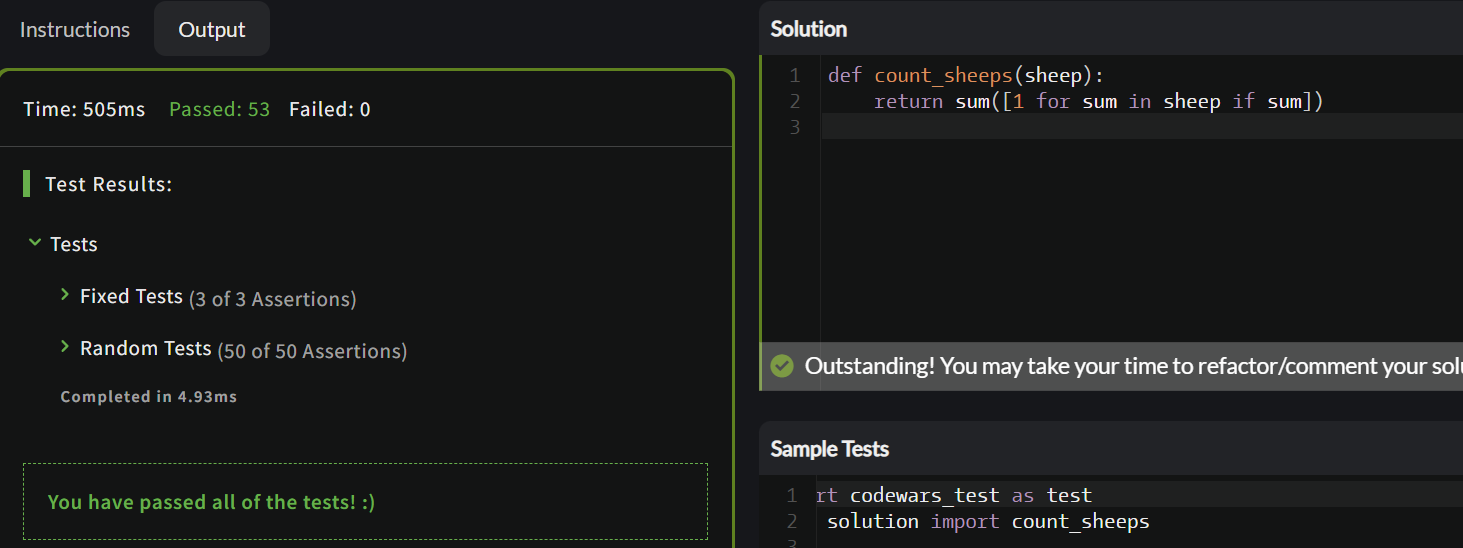 Instructions
Output
Time: 505ms Passed: 53 Failed: 0
Test Results:
Tests
Fixed Tests (3 of 3 Assertions)
Random Tests (50 of 50 Assertions)
Completed in 4.93ms
You have passed all of the tests! :)
Solution
1 def count_sheeps(sheep):
2     return sum([1 for sum in sheep if sum])
3
Outstanding! You may take your time to refactor/comment your
Sample Tests
1 rt codewars_test as test
2 solution import count_sheeps